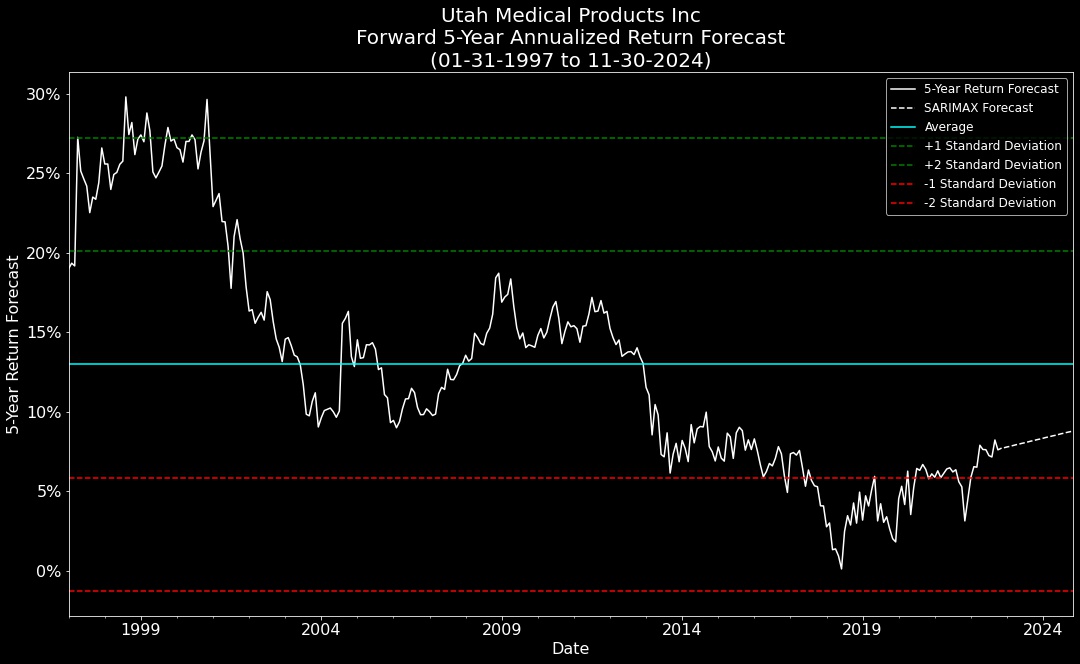 Utah Medical Products Inc
Forward 5-Year Annualized Return Forecast
(01-31-1997 to 11-30-2024)
5-Year Return Forecast
SARIMAX Forecast
Average
+1 Standard Deviation
+2 Standard Deviation
-1 Standard Deviation
-2 Standard Deviation
30%
25%
20%
15%
10%
5%
0%
5-Year Return Forecast
1999
2004
2009
2014
2019
2024
Date